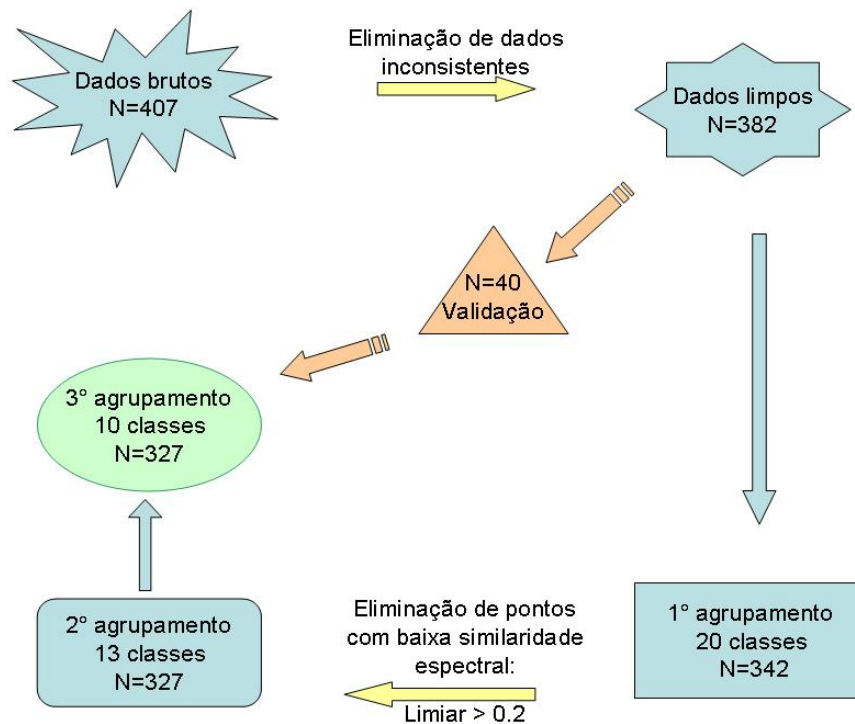 Dados brutos
N=407
Eliminação de dados
inconsistentes
Dados limpos
N=382
N=40
Validação
3° agrupamento
10 classes
N=327
2° agrupamento
13 classes
N=327
Eliminação de pontos
com baixa similaridade
espectral:
Limiar > 0.2
1° agrupamento
20 classes
N=342